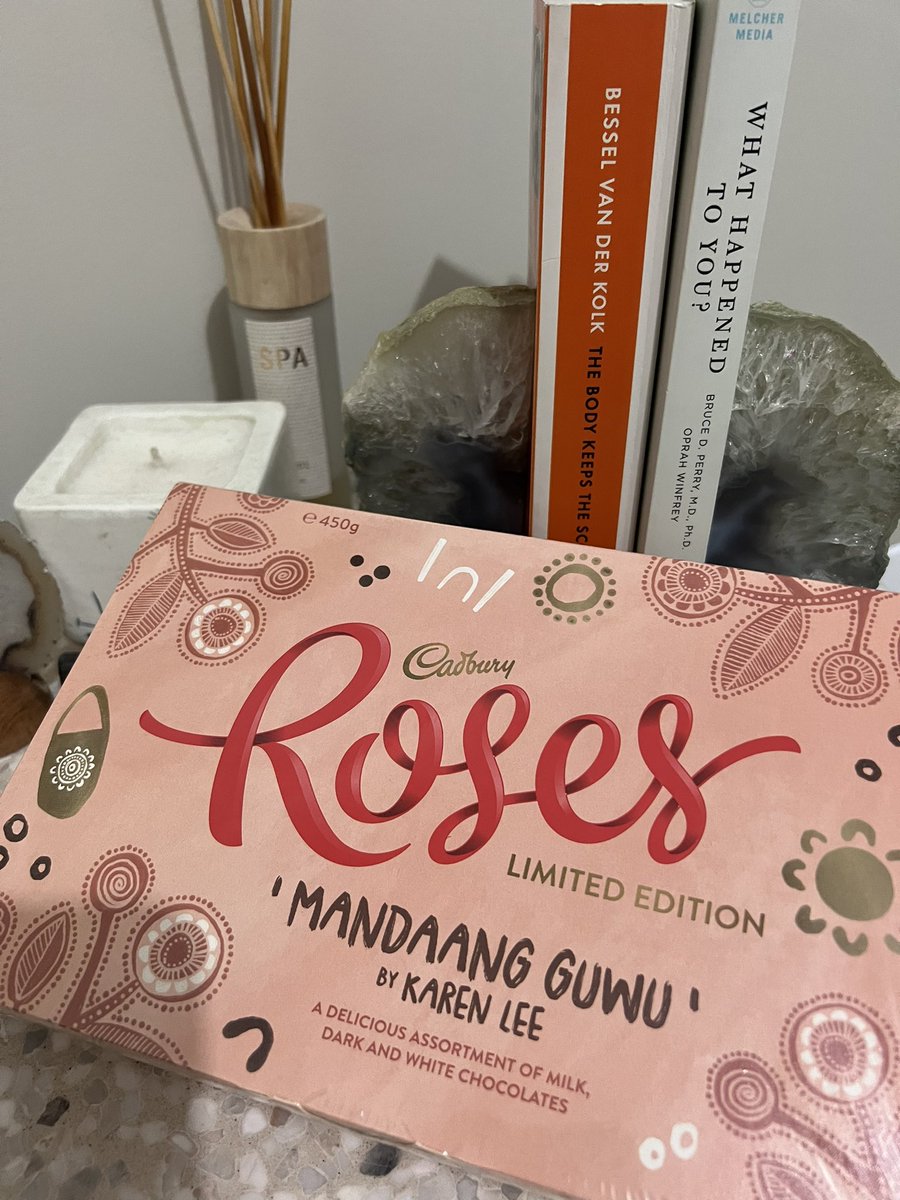 MELCHER
MEDIA
BESSEL VAN DER KOLK THE BODY KEEPS THE
WHAT HAPPENED
TO YOU?
BRUCE D. PERRY, M.D., Ph.D.
OPRAH WINFREY
SPA
℮ 450g
Cadbury
Roses
LIMITED EDITION
'MANDAANG GUWU'
BY KAREN LEE
A DELICIOUS ASSORTMENT OF MILK,
DARK AND WHITE CHOCOLATES